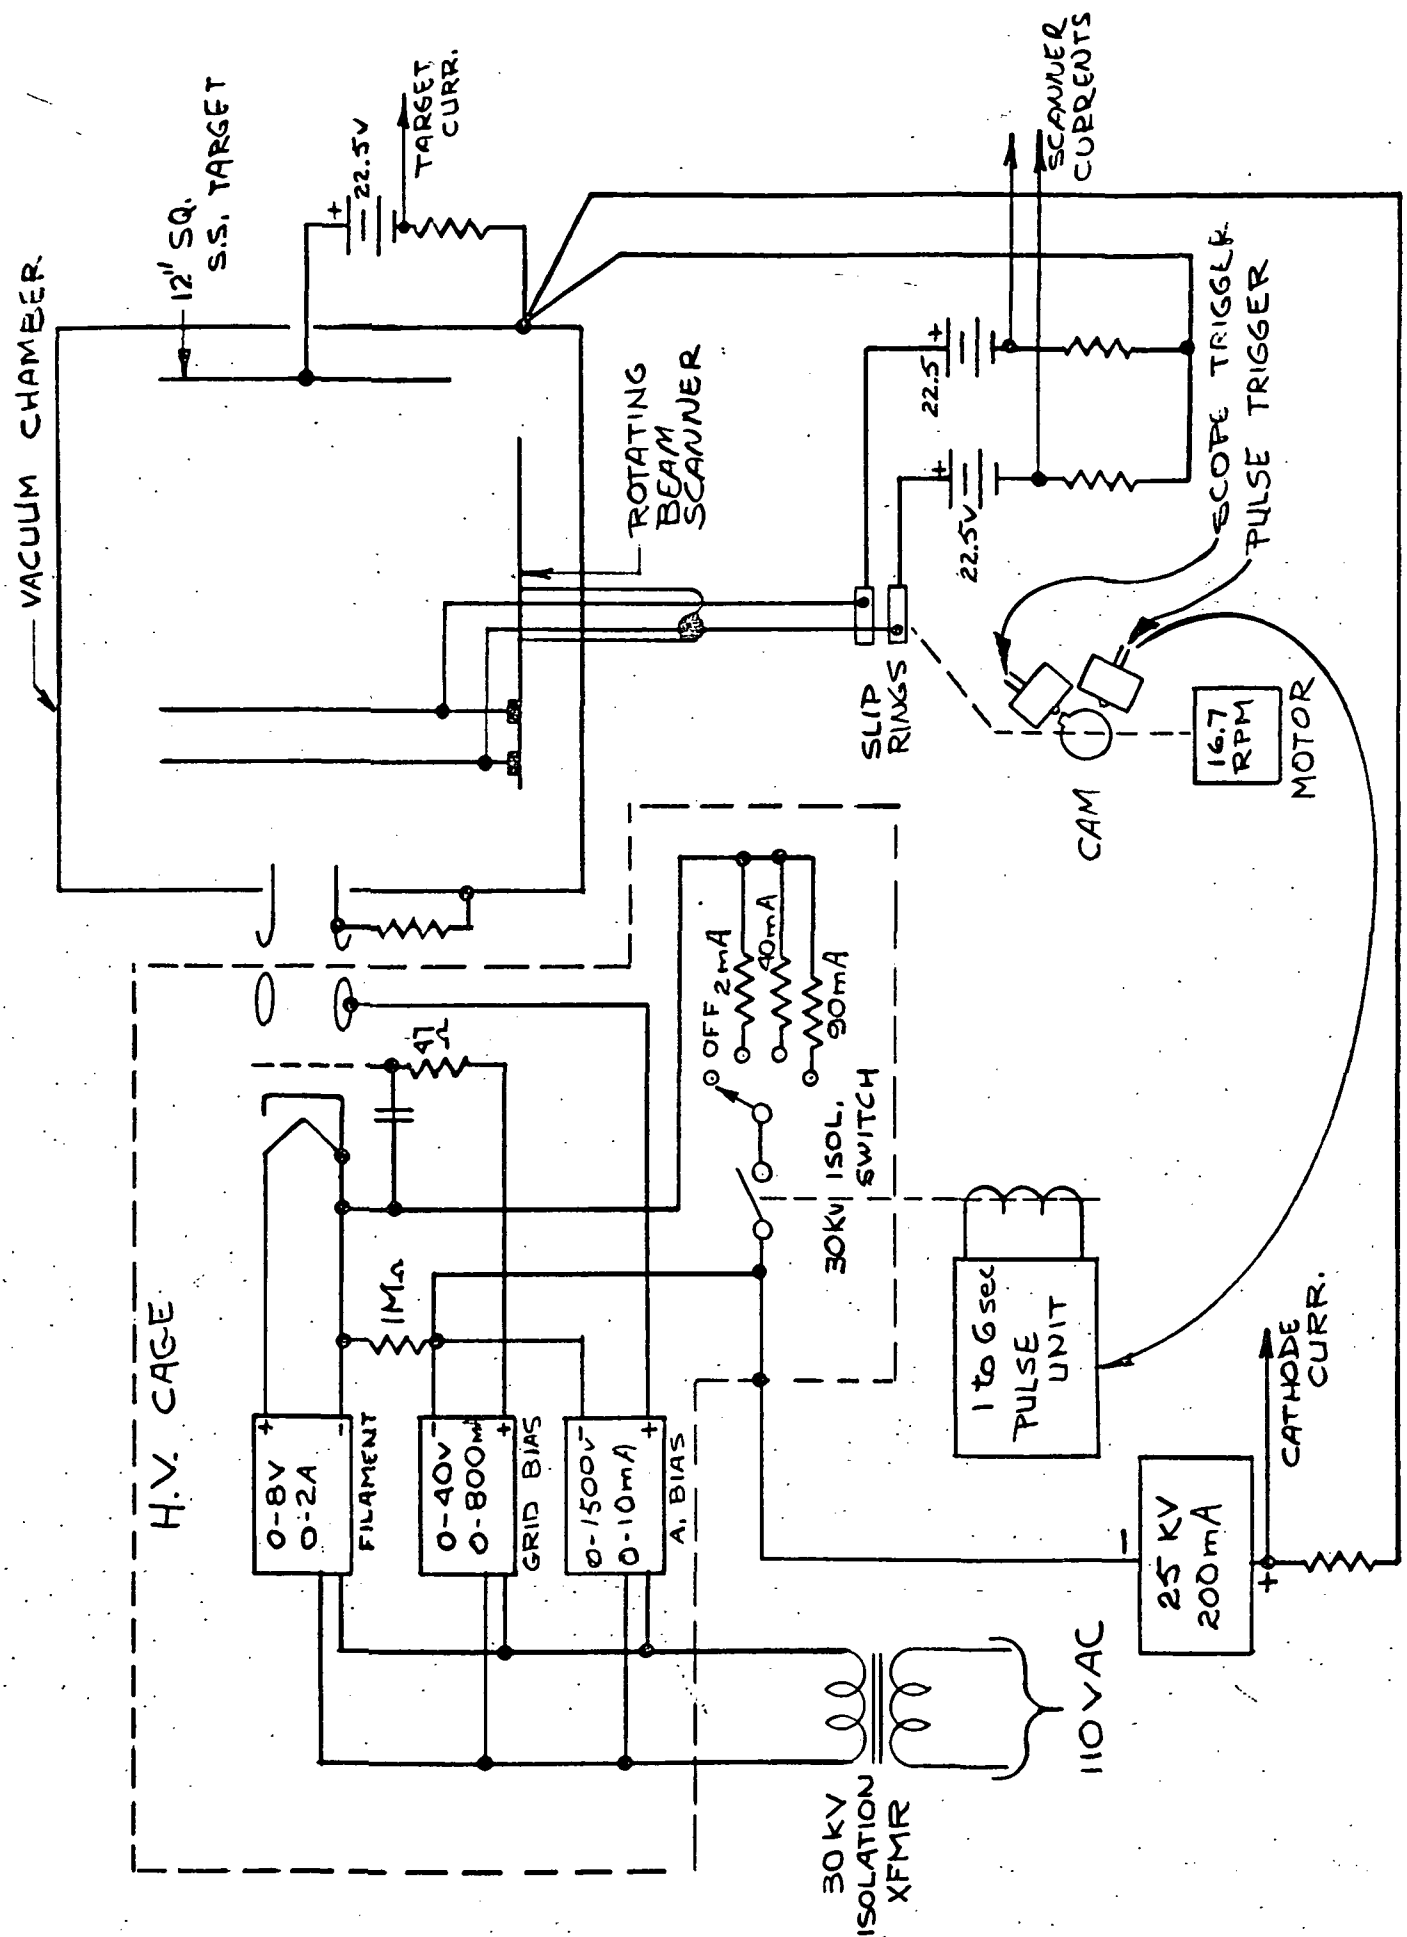 VACUUM CHAMBER
12" SQ.
S.S. TARGET
+
22.5V
TARGET
CURR.
ROTATING
BEAM
SCANNER
SCANNER
CURRENTS
22.5
+
22.5V
+
SCOPE TRIGGER
PULSE TRIGGER
SLIP
RINGS
CAM
16.7
RPM
MOTOR
H.V. CAGE
47
Ω
1MΩ
OFF
2mA
40mA
90mA
30KV ISOL.
SWITCH
+
-
0-8V
0-2A
FILAMENT
-
+
0-40V
0-800mA
GRID BIAS
-
+
0-1500V
0-10mA
A. BIAS
1 to 6 sec
PULSE
UNIT
CATHODE
CURR.
-
25 KV
200mA
+
30 KV
ISOLATION
XFMR
110 VAC